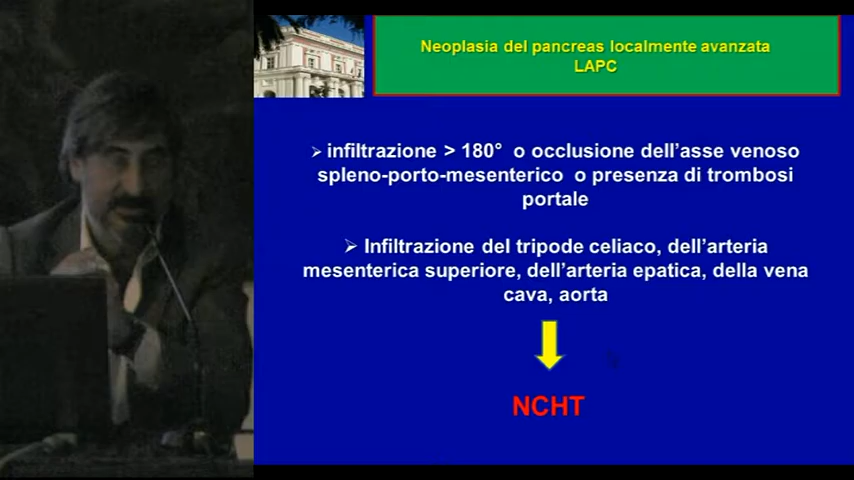 Neoplasia del pancreas localmente avanzata
LAPC
➢ infiltrazione > 180° o occlusione dell'asse venoso
spleno-porto-mesenterico o presenza di trombosi
portale
➢ Infiltrazione del tripode celiaco, dell'arteria
mesenterica superiore, dell'arteria epatica, della vena
cava, aorta
NCHT